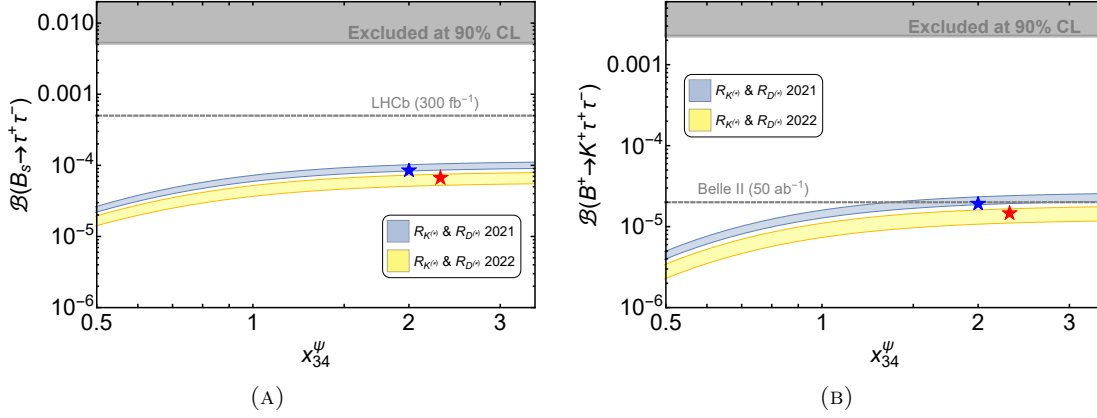 0.010
0.001
10⁻⁴
10⁻⁵
10⁻⁶
ℬ(Bₛ→τ⁺τ⁻)
Excluded at 90% CL
LHCb (300 fb⁻¹)
R_K⁽*⁾ & R_D⁽*⁾ 2021
R_K⁽*⁾ & R_D⁽*⁾ 2022
0.5 1 2 3
x₃₄^ψ
(A)
0.001
10⁻⁴
10⁻⁵
10⁻⁶
ℬ(B⁺→K⁺τ⁺τ⁻)
Excluded at 90% CL
R_K⁽*⁾ & R_D⁽*⁾ 2021
R_K⁽*⁾ & R_D⁽*⁾ 2022
Belle II (50 ab⁻¹)
0.5 1 2 3
x₃₄^ψ
(B)